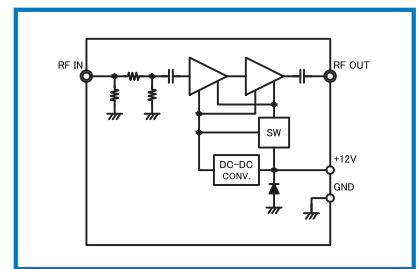 RF IN
RF OUT
SW
+12V
DC-DC
CONV.
GND